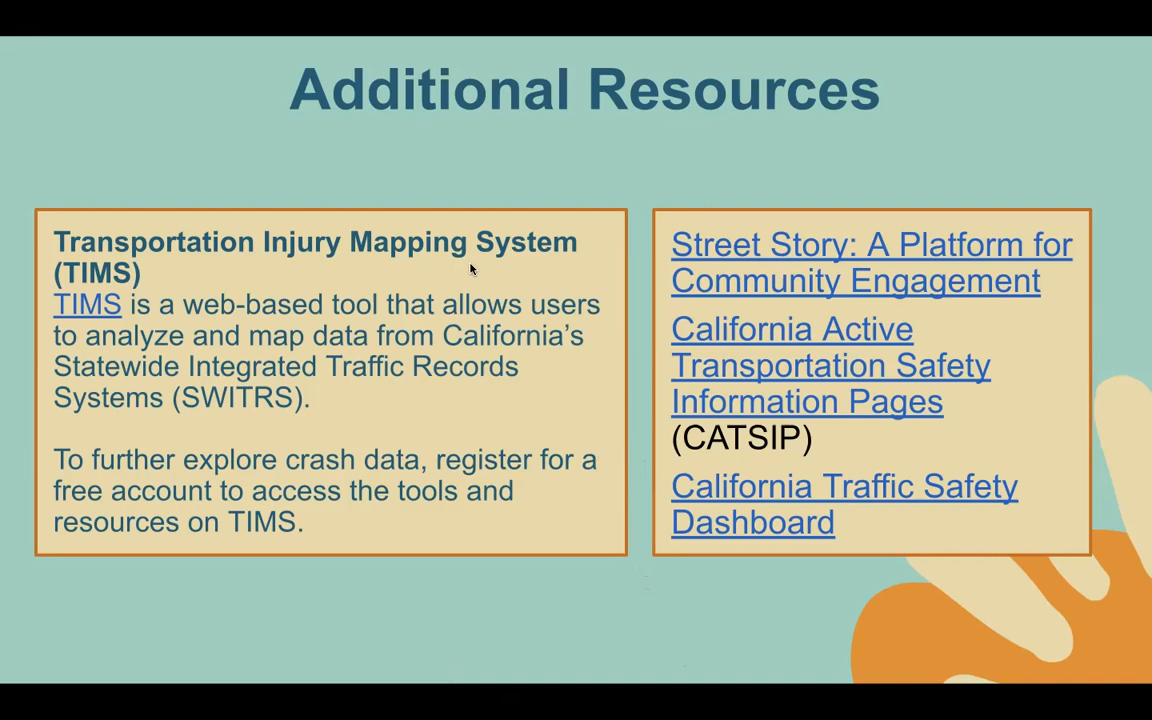 Additional Resources
Transportation Injury Mapping System
(TIMS)
TIMS is a web-based tool that allows users
to analyze and map data from California’s
Statewide Integrated Traffic Records
Systems (SWITRS).
To further explore crash data, register for a
free account to access the tools and
resources on TIMS.
Street Story: A Platform for
Community Engagement
California Active
Transportation Safety
Information Pages
(CATSIP)
California Traffic Safety
Dashboard